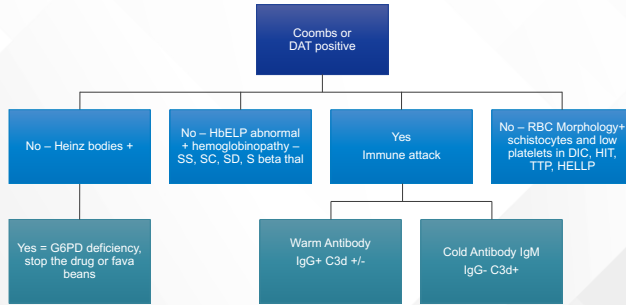 Coombs or
DAT positive
No – Heinz bodies +
No – HbELP abnormal
+ hemoglobinopathy –
SS, SC, SD, S beta thal
Yes
Immune attack
No – RBC Morphology+
schistocytes and low
platelets in DIC, HIT,
TTP, HELLP
Yes = G6PD deficiency,
stop the drug or fava
beans
Warm Antibody
IgG+ C3d +/-
Cold Antibody IgM
IgG- C3d+